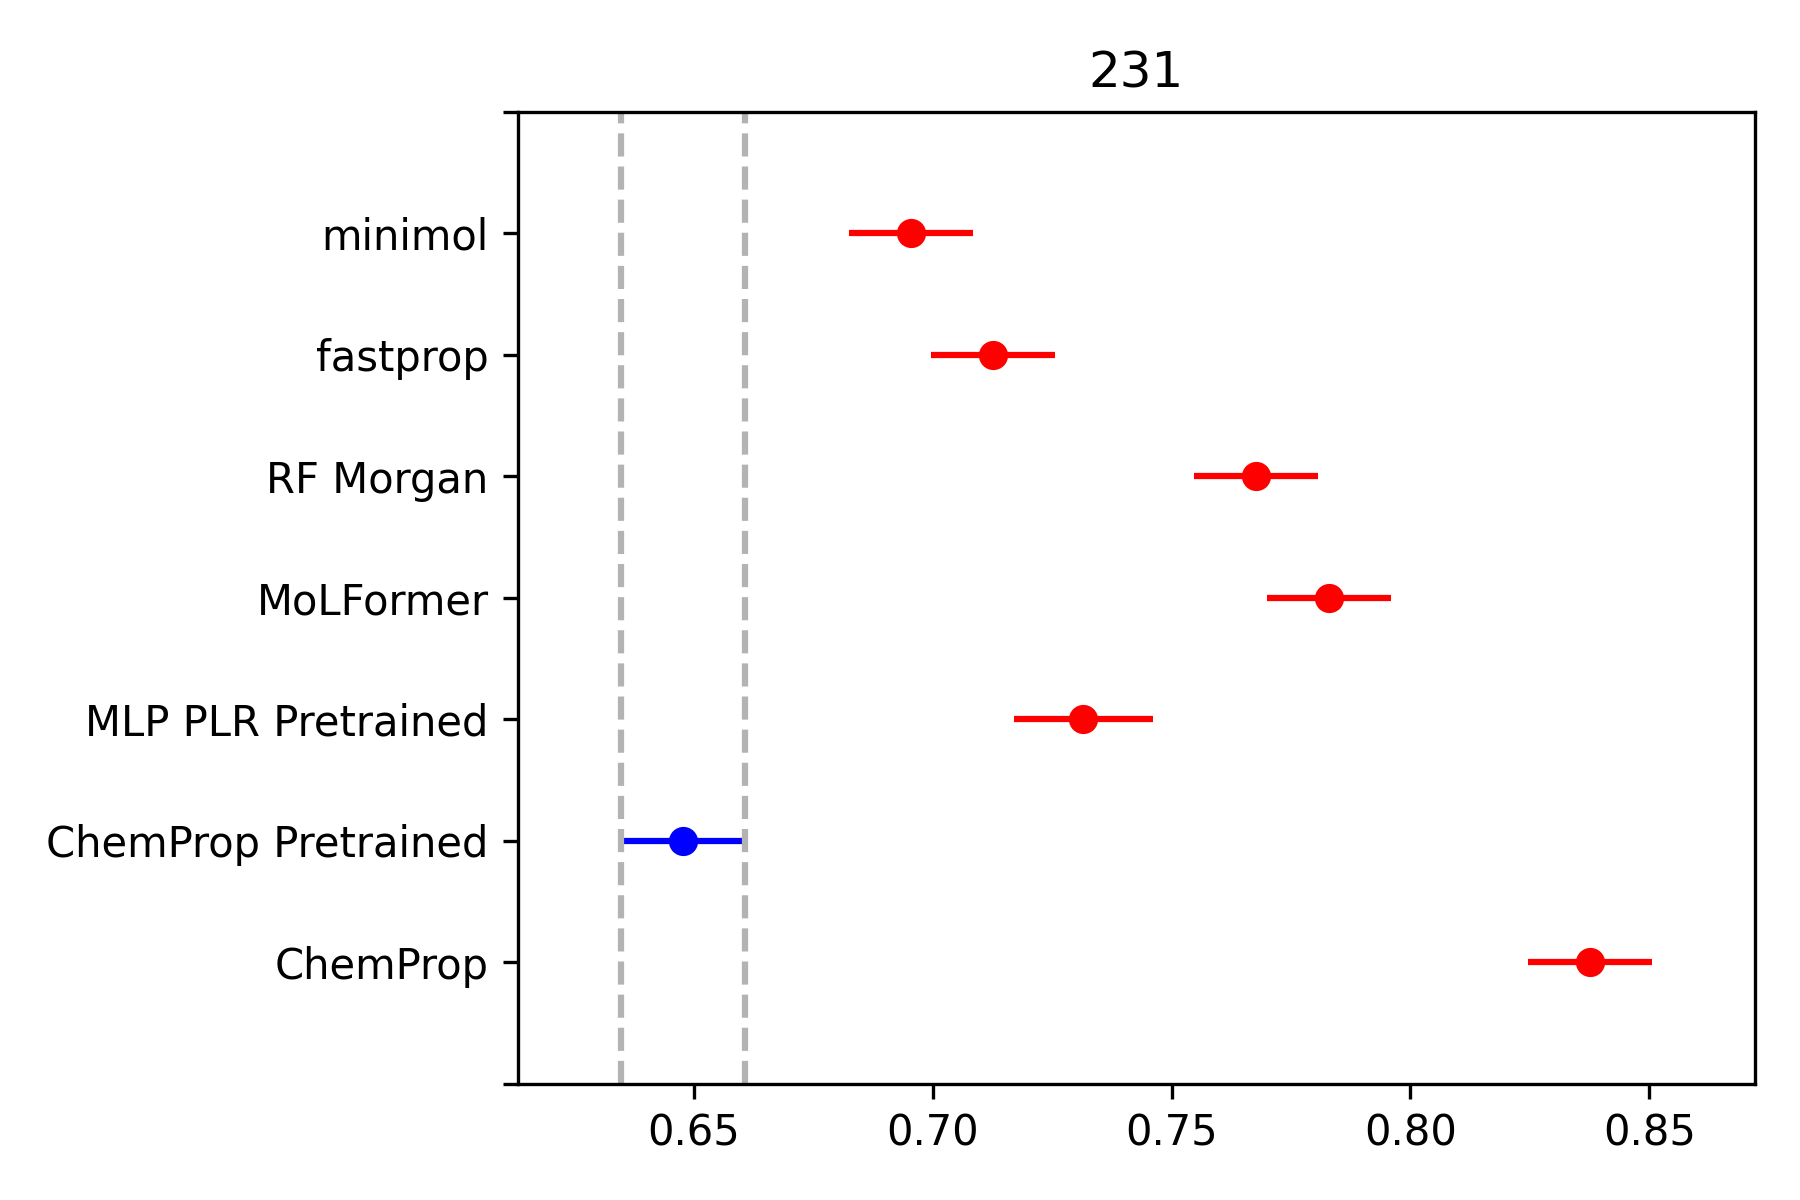 231
minimol
fastprop
RF Morgan
MoLFormer
MLP PLR Pretrained
ChemProp Pretrained
ChemProp
0.65 0.70 0.75 0.80 0.85